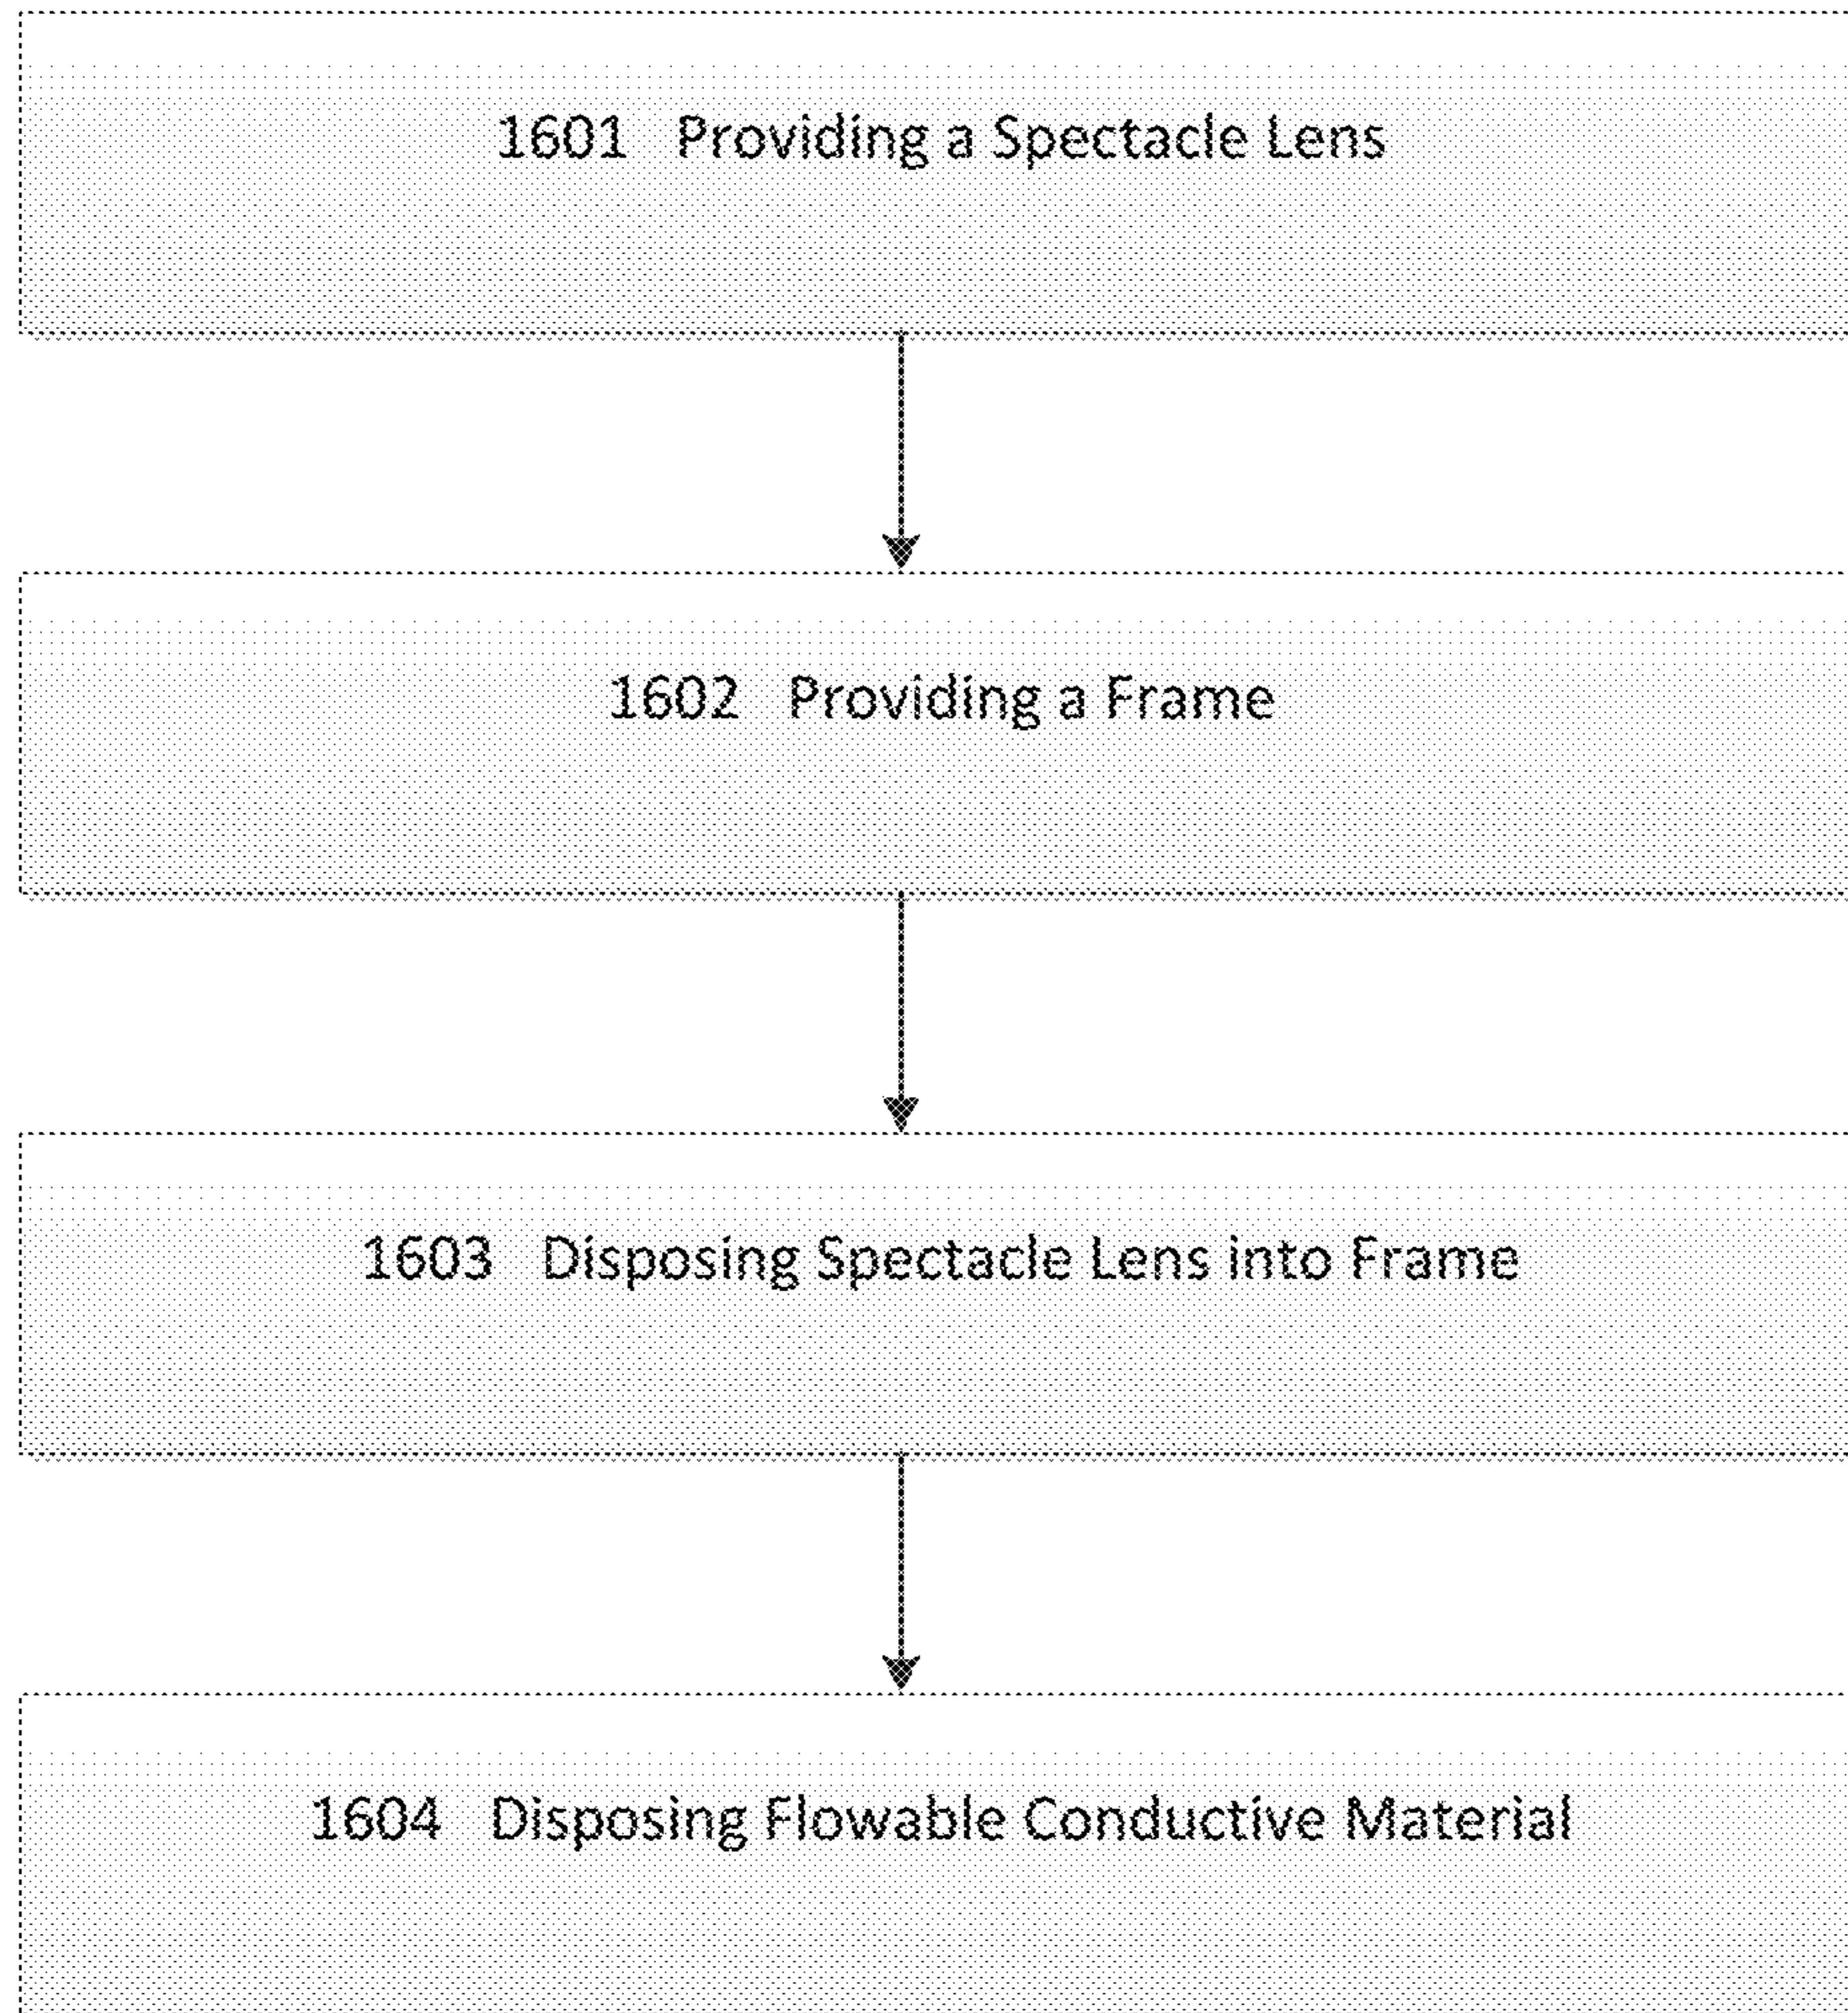 1601 Providing a Spectacle Lens
1602 Providing a Frame
1603 Disposing Spectacle Lens into Frame
1604 Disposing Flowable Conductive Material